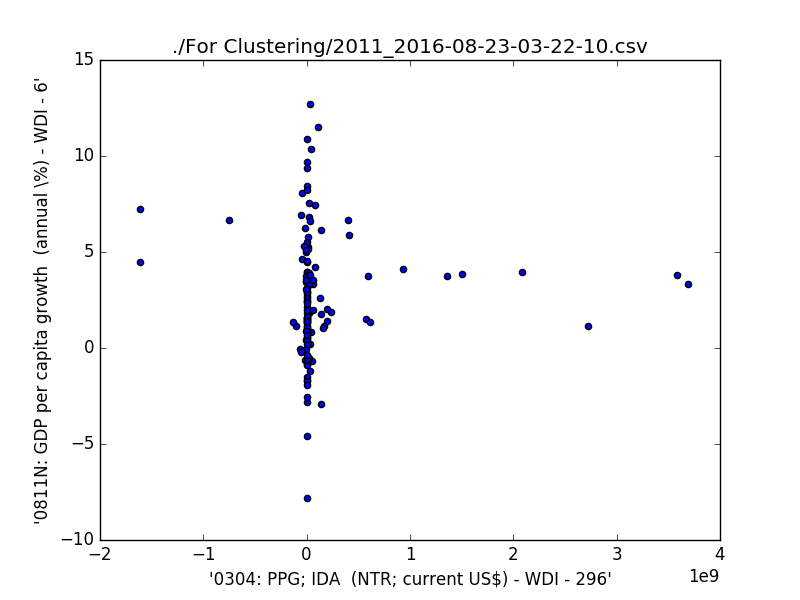 ./For Clustering/2011_2016-08-23-03-22-10.csv
15
10
5
0
−5
−10
'0811N: GDP per capita growth  (annual \%) - WDI - 6'
−2 −1 0 1 2 3 4
1e9
'0304: PPG; IDA  (NTR; current US$) - WDI - 296'